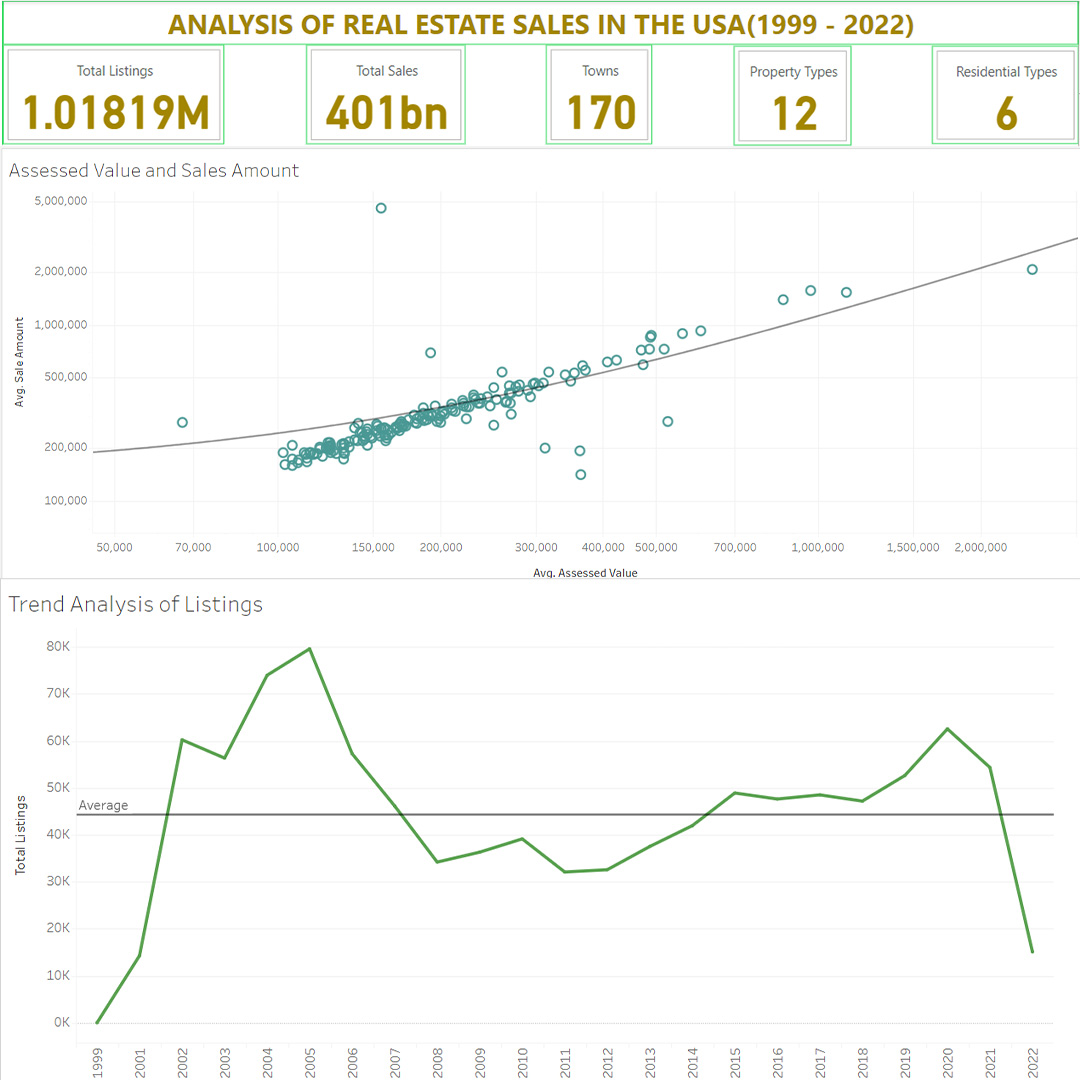 ANALYSIS OF REAL ESTATE SALES IN THE USA(1999 - 2022)
Total Listings
1.01819M
Total Sales
401bn
Towns
170
Property Types
12
Residential Types
6
Assessed Value and Sales Amount
5,000,000
2,000,000
1,000,000
500,000
200,000
100,000
Avg. Sale Amount
50,000 70,000 100,000 150,000 200,000 300,000 400,000 500,000 700,000 1,000,000 1,500,000 2,000,000
Avg. Assessed Value
Trend Analysis of Listings
80K
70K
60K
50K
Average
40K
30K
20K
10K
0K
Total Listings
1999 2001 2002 2003 2004 2005 2006 2007 2008 2009 2010 2011 2012 2013 2014 2015 2016 2017 2018 2019 2020 2021 2022